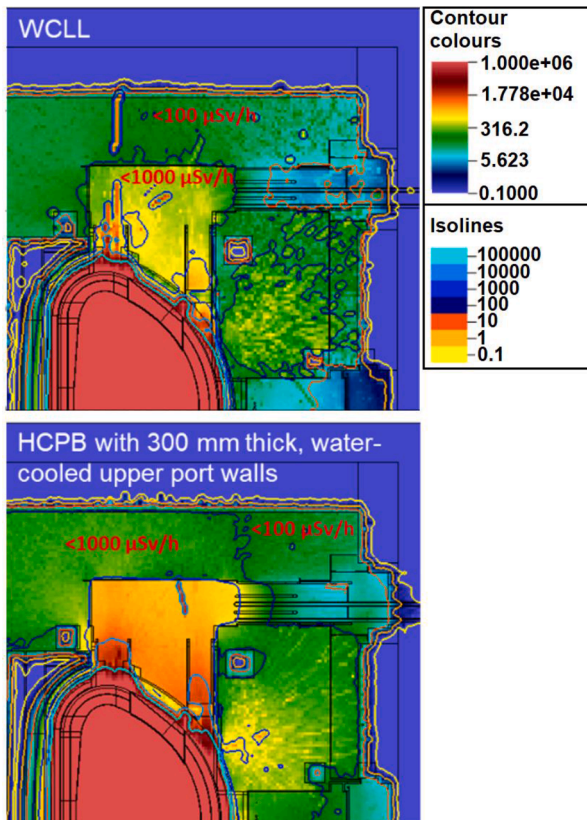 WCLL
<100 µSv/h
<1000 µSv/h
Contour
colours
1.000e+06
1.778e+04
316.2
5.623
0.1000
Isolines
100000
10000
1000
100
10
1
0.1
HCPB with 300 mm thick, water-
cooled upper port walls
<1000 µSv/h
<100 µSv/h